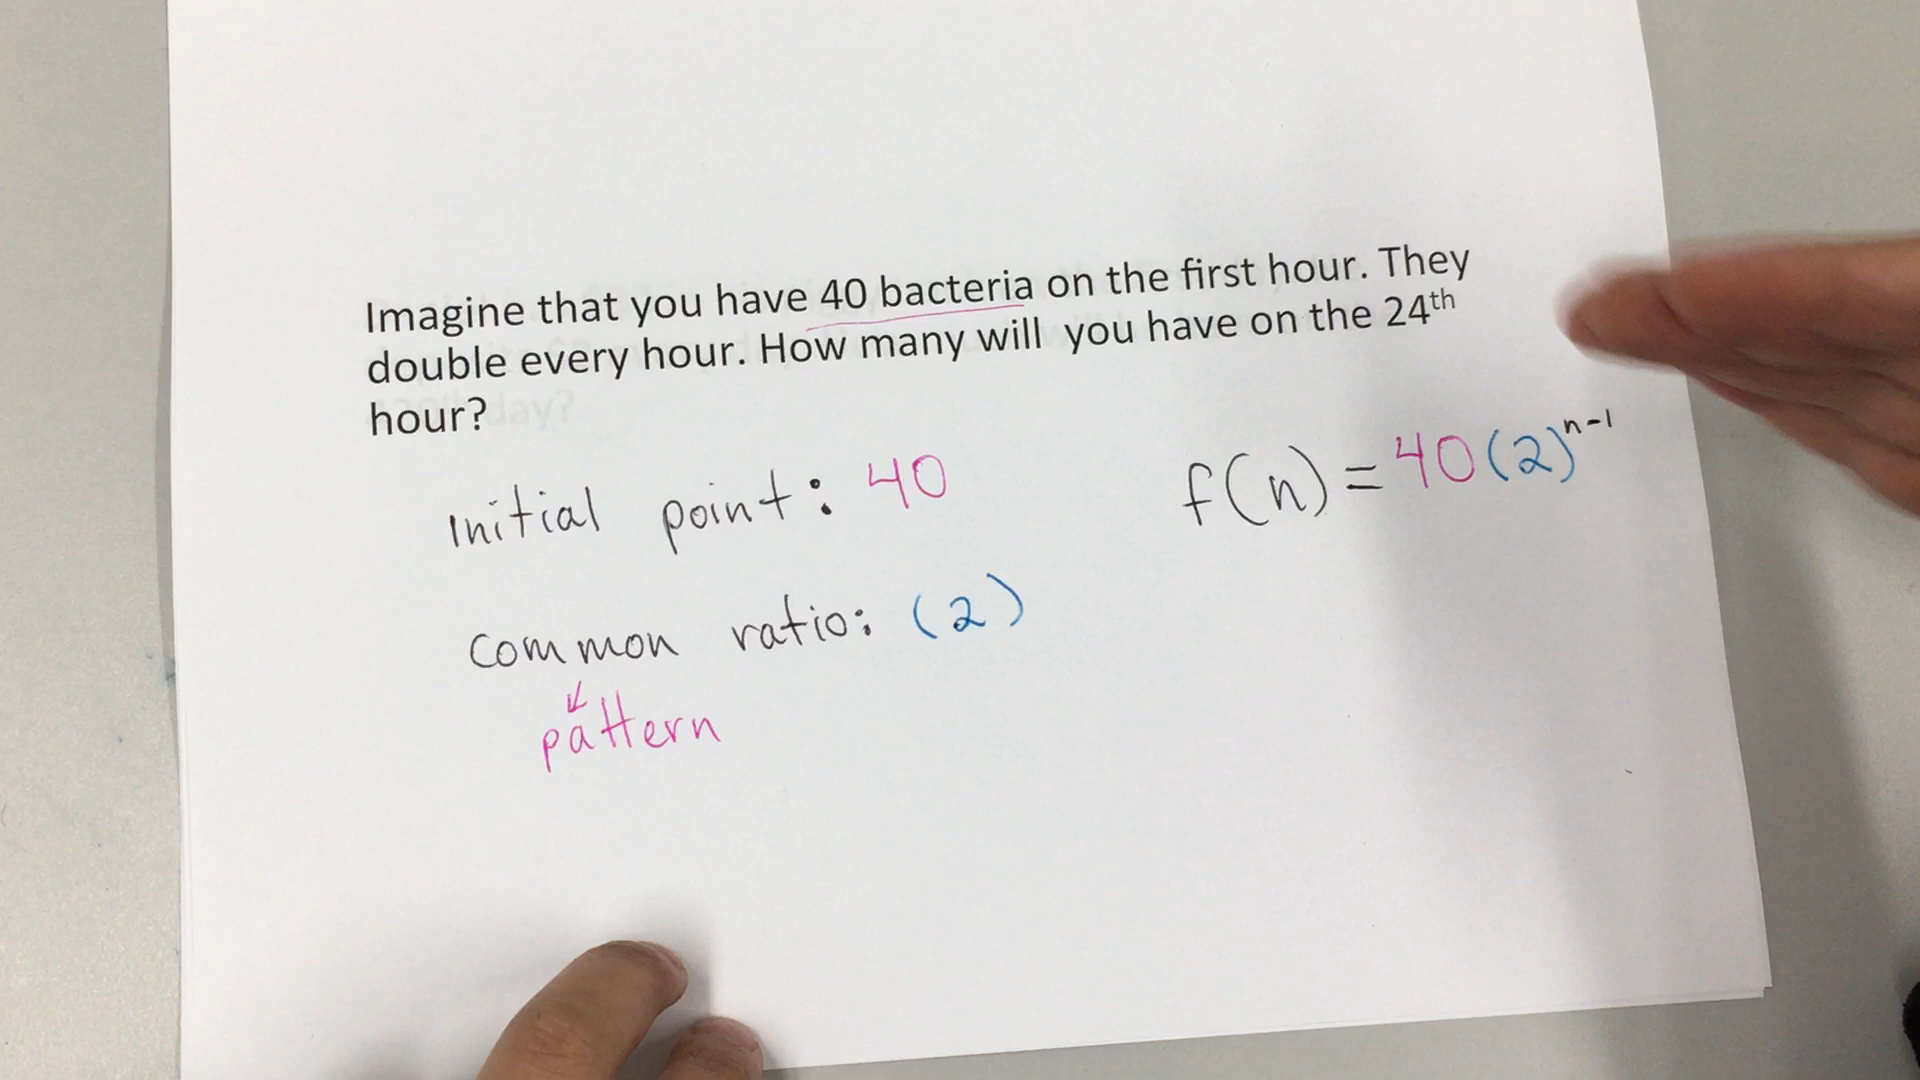 Imagine that you have 40 bacteria on the first hour. They
double every hour. How many will you have on the 24th
hour?
initial point: 40
f(n) = 40(2)^n-1
common ratio: (2)
pattern